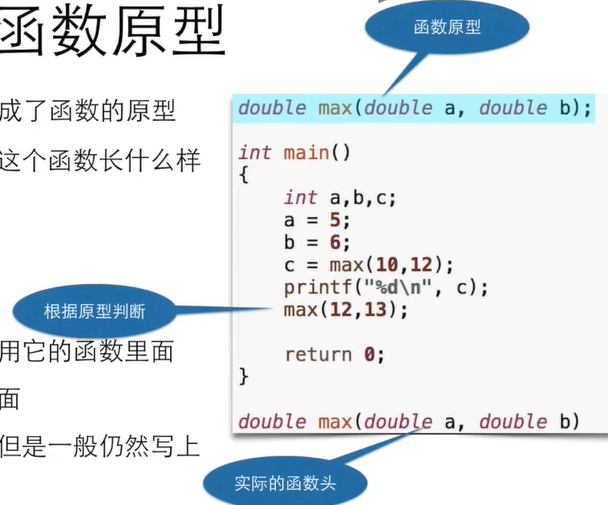 函数原型
函数原型
成了函数的原型
这个函数长什么样
double max(double a, double b);
int main()
{
int a,b,c;
a = 5;
b = 6;
c = max(10,12);
printf("%d\n", c);
max(12,13);
return 0;
}
根据原型判断
用它的函数里面
面
但是一般仍然写上
double max(double a, double b)
实际的函数头